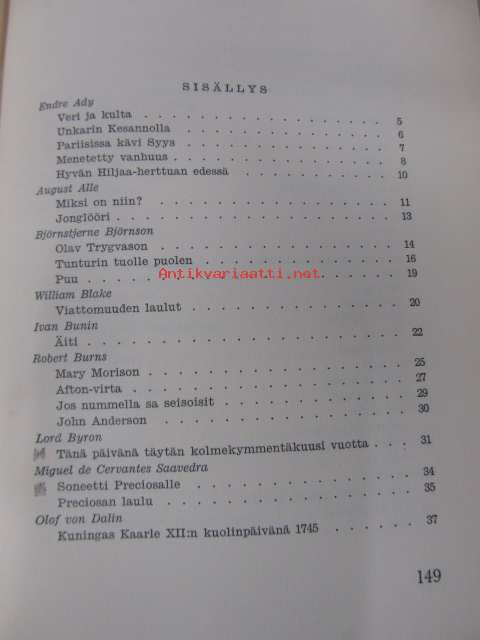 SISÄLLYS
Endre Ady
Veri ja kulta . . . . . . . . . . . . . . . . 5
Unkarin Kesannolla . . . . . . . . . . . . . 6
Pariisissa kävi Syys . . . . . . . . . . . . . 7
Menetetty vanhuus . . . . . . . . . . . . . . 8
Hyvän Hiljaa-herttuan edessä . . . . . . . . . . 10
August Alle
Miksi on niin? . . . . . . . . . . . . . . . 11
Jonglööri . . . . . . . . . . . . . . . . . 13
Björnstjerne Björnson
Olav Trygvason . . . . . . . . . . . . . . . 14
Tunturin tuolle puolen . . . . . . . . . . . . 16
Puu . . . . . . . . . . . . . . . . . . . 19
Antikvariaatti.net
William Blake
Viattomuuden laulut . . . . . . . . . . . . . 20
Ivan Bunin
Äiti . . . . . . . . . . . . . . . . . . . 22
Robert Burns
Mary Morison . . . . . . . . . . . . . . . 25
Afton-virta . . . . . . . . . . . . . . . . 27
Jos nummella sa seisoisit . . . . . . . . . . . 29
John Anderson . . . . . . . . . . . . . . . 30
Lord Byron
Tänä päivänä täytän kolmekymmentäkuusi vuotta . . . 31
Miguel de Cervantes Saavedra
Soneetti Preciosalle . . . . . . . . . . . . . 34
Preciosan laulu . . . . . . . . . . . . . . . 35
Olof von Dalin
Kuningas Kaarle XII:n kuolinpäivänä 1745 . . . . . . 37
149